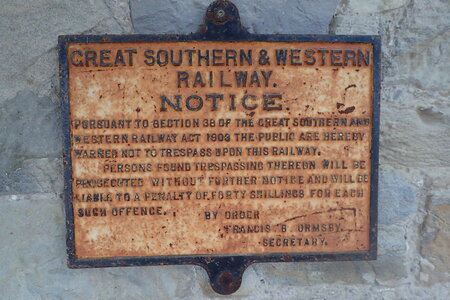 GREAT SOUTHERN & WESTERN
RAILWAY.
NOTICE.
PURSUANT TO SECTION 38 OF THE GREAT SOUTHERN AND
WESTERN RAILWAY ACT 1903 THE PUBLIC ARE HEREBY
WARNED NOT TO TRESPASS UPON THIS RAILWAY.
PERSONS FOUND TRESPASSING THEREON WILL BE
PROSECUTED WITHOUT FURTHER NOTICE AND WILL BE
LIABLE TO A PENALTY OF FORTY SHILLINGS FOR EACH
SUCH OFFENCE.
BY ORDER
FRANCIS B. ORMSBY.
SECRETARY.